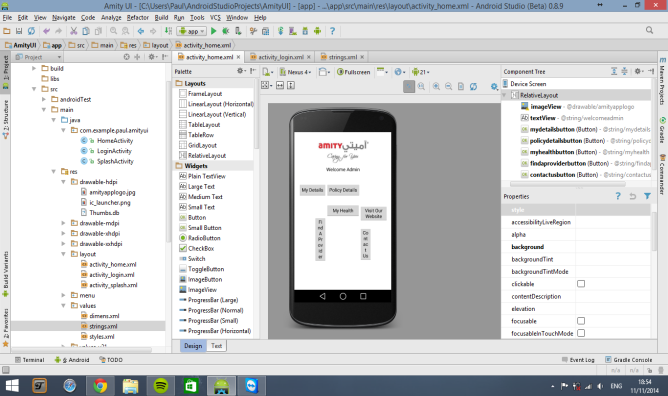 Amity UI - [C:\Users\Paul\AndroidStudioProjects\AmityUI] - [app] - ...\app\src\main\res\layout\activity_home.xml - Android Studio (Beta) 0.8.9
File Edit View Navigate Code Analyze Refactor Build Run Tools VCS Window Help
app
AmityUI app src main res layout activity_home.xml
Project
activity_home.xml activity_login.xml strings.xml
build
libs
src
androidTest
main
java
com.example.paul.amityui
HomeActivity
LoginActivity
SplashActivity
res
drawable-hdpi
amityapplogo.jpg
ic_launcher.png
Thumbs.db
drawable-mdpi
drawable-xhdpi
drawable-xxhdpi
layout
activity_home.xml
activity_login.xml
activity_splash.xml
menu
values
dimens.xml
strings.xml
styles.xml
1: Project
7: Structure
Build Variants
2: Favorites
Palette
Layouts
FrameLayout
LinearLayout (Horizontal)
LinearLayout (Vertical)
TableLayout
TableRow
GridLayout
RelativeLayout
Widgets
Plain TextView
Large Text
Medium Text
Small Text
Button
Small Button
RadioButton
CheckBox
Switch
ToggleButton
ImageButton
ImageView
ProgressBar (Large)
ProgressBar (Normal)
ProgressBar (Small)
ProgressBar (Horizontal)
Design Text
Nexus 4 Fullscreen 21
AMITY أميتي
Caring for You
Welcome Admin
My Details Policy Details
My Health Visit Our
Website
Find A Provider
Contact Us
Component Tree
Device Screen
RelativeLayout
imageView - @drawable/amityapplogo
textView - @string/welcomeadmin
mydetailsbutton (Button) - @string/mydetails
policydetailsbutton (Button) - @string/policy
myhealthbutton (Button) - @string/myhealth
findaproviderbutton (Button) - @string/find
contactusbutton (Button) - @string/contactus
Properties
style
accessibilityLiveRegion
alpha
background
backgroundTint
backgroundTintMode
clickable
contentDescription
elevation
focusable
focusableInTouchMode
Maven Projects
Gradle
Commander
Terminal 6: Android TODO
Event Log Gradle Console
n/a n/a
18:54
11/11/2014